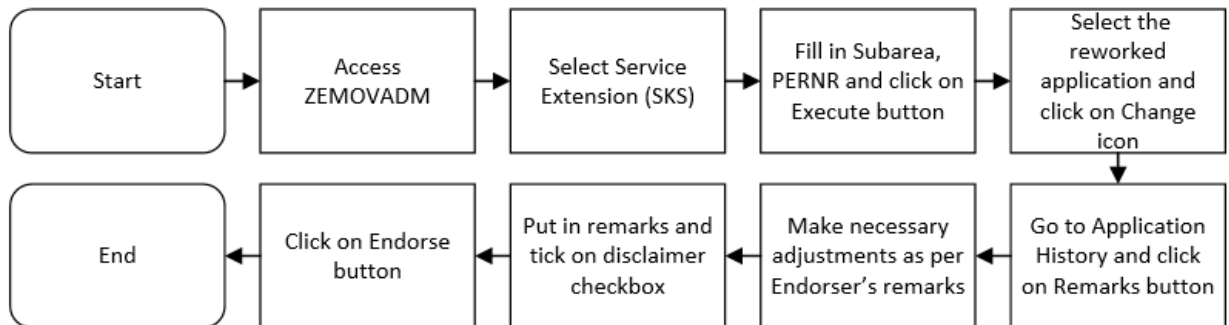 Start
Access
ZEMOVADM
Select Service
Extension (SKS)
Fill in Subarea,
PERNR and click on
Execute button
Select the
reworked
application and
click on Change
icon
Go to Application
History and click
on Remarks button
Make necessary
adjustments as per
Endorser’s remarks
Put in remarks and
tick on disclaimer
checkbox
Click on Endorse
button
End